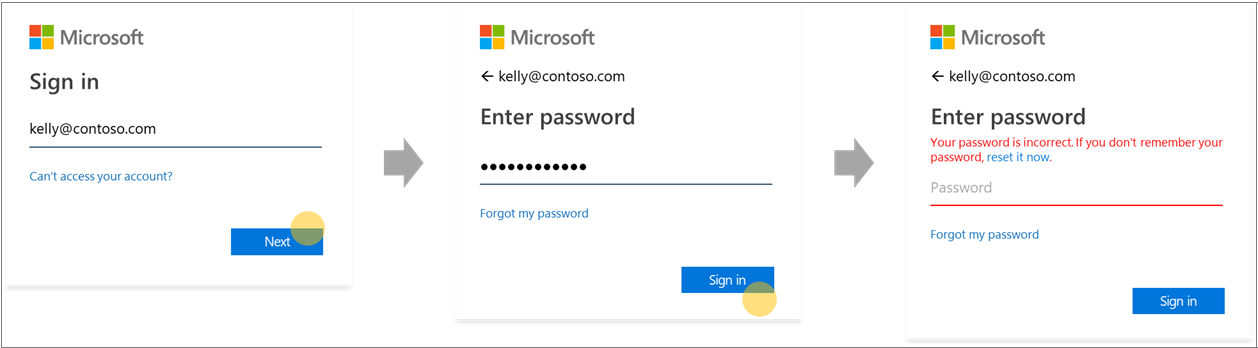 Microsoft
Sign in
kelly@contoso.com
Can't access your account?
Next
Microsoft
← kelly@contoso.com
Enter password
●●●●●●●●●●●●
Forgot my password
Sign in
Microsoft
← kelly@contoso.com
Enter password
Your password is incorrect. If you don't remember your
password, reset it now.
Password
Forgot my password
Sign in